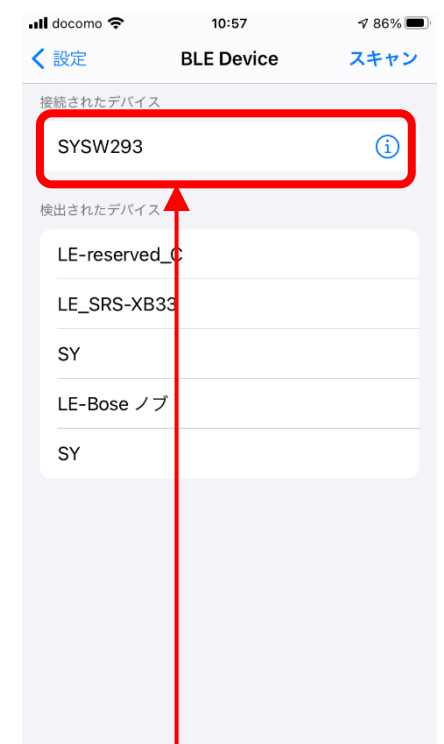 docomo 10:57 86%
設定 BLE Device スキャン
接続されたデバイス
SYSW293
検出されたデバイス
LE-reserved_C
LE_SRS-XB33
SY
LE-Bose ノブ
SY